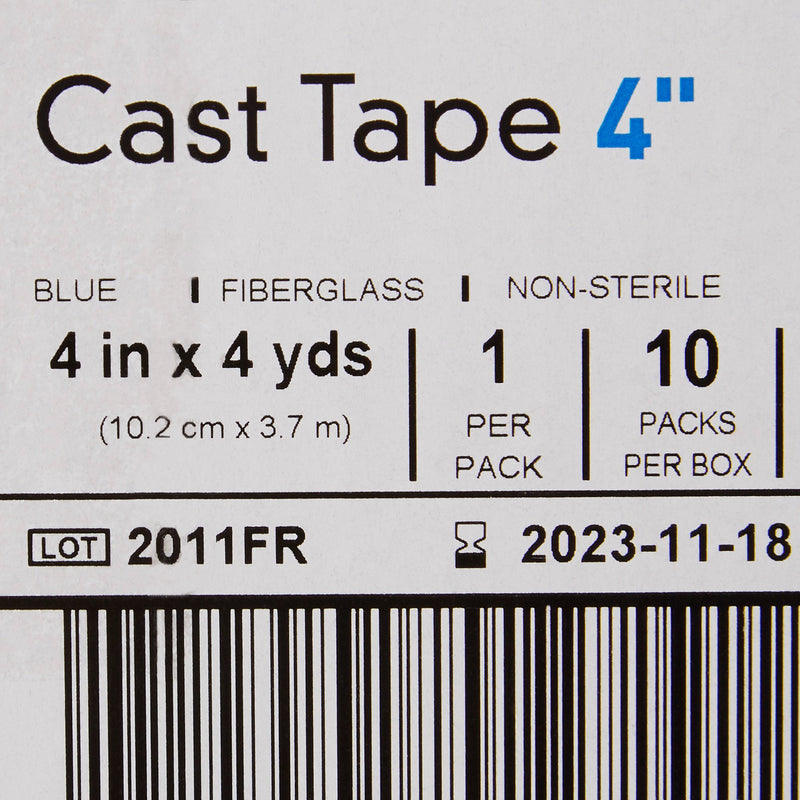 Cast Tape 4"
BLUE | FIBERGLASS | NON-STERILE
4 in x 4 yds
(10.2 cm x 3.7 m)
1
PER
PACK
10
PACKS
PER BOX
LOT 2011FR
2023-11-18